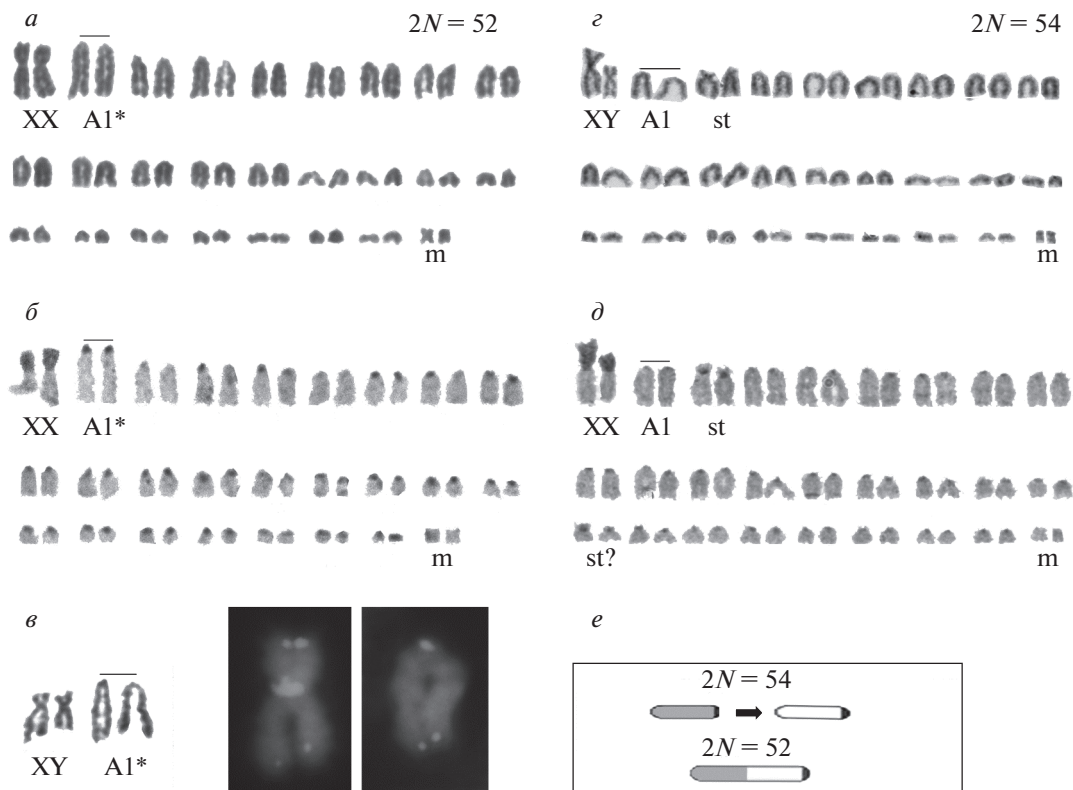 а
2N = 52
XX A1*
m
б
XX A1*
m
в
XY A1*
г
2N = 54
XY A1 st
m
д
XX A1 st
st? m
е
2N = 54
2N = 52